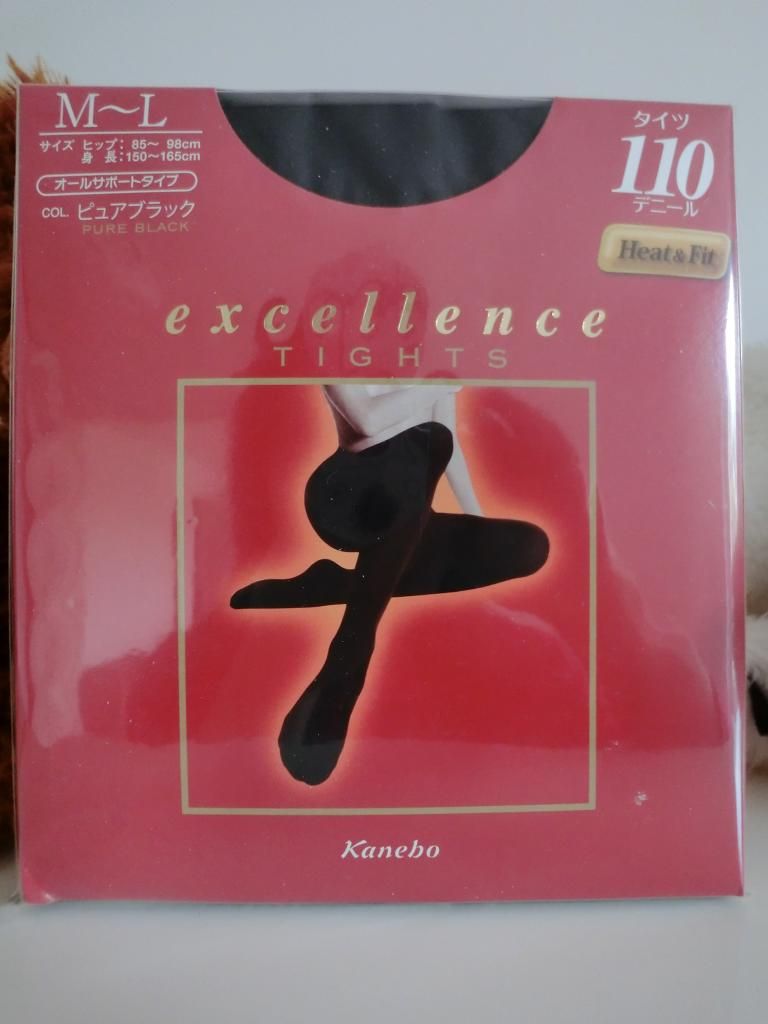 M〜L
サイズ ヒップ：85〜 98cm
身 長：150〜165cm
オールサポートタイプ
COL. ピュアブラック
PURE BLACK
タイツ
110
デニール
Heat&Fit
excellence
TIGHTS
Kanebo